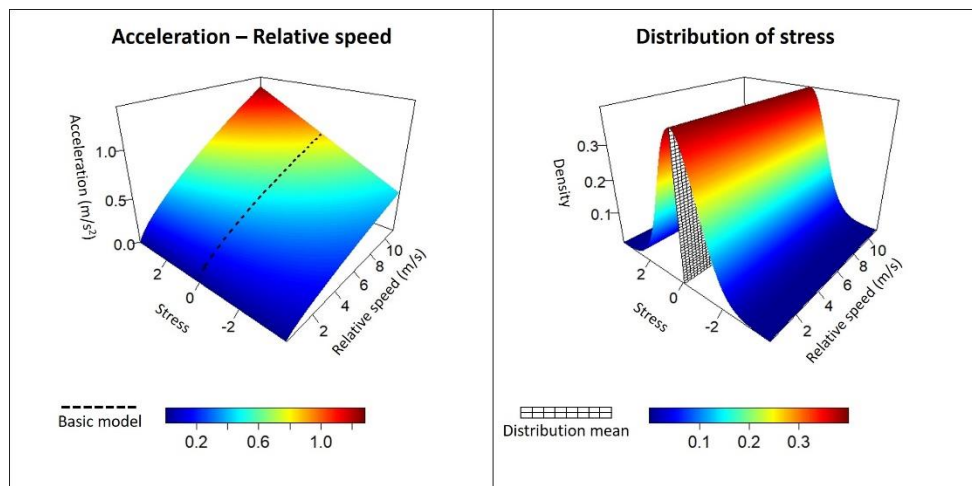 Acceleration – Relative speed
Acceleration (m/s²)
1.0
0.5
0.0
2
0
-2
Stress
2
4
6
8
10
Relative speed (m/s)
Basic model
0.2
0.6
1.0
Distribution of stress
Density
0.3
0.2
0.1
2
0
-2
Stress
2
4
6
8
10
Relative speed (m/s)
Distribution mean
0.1
0.2
0.3